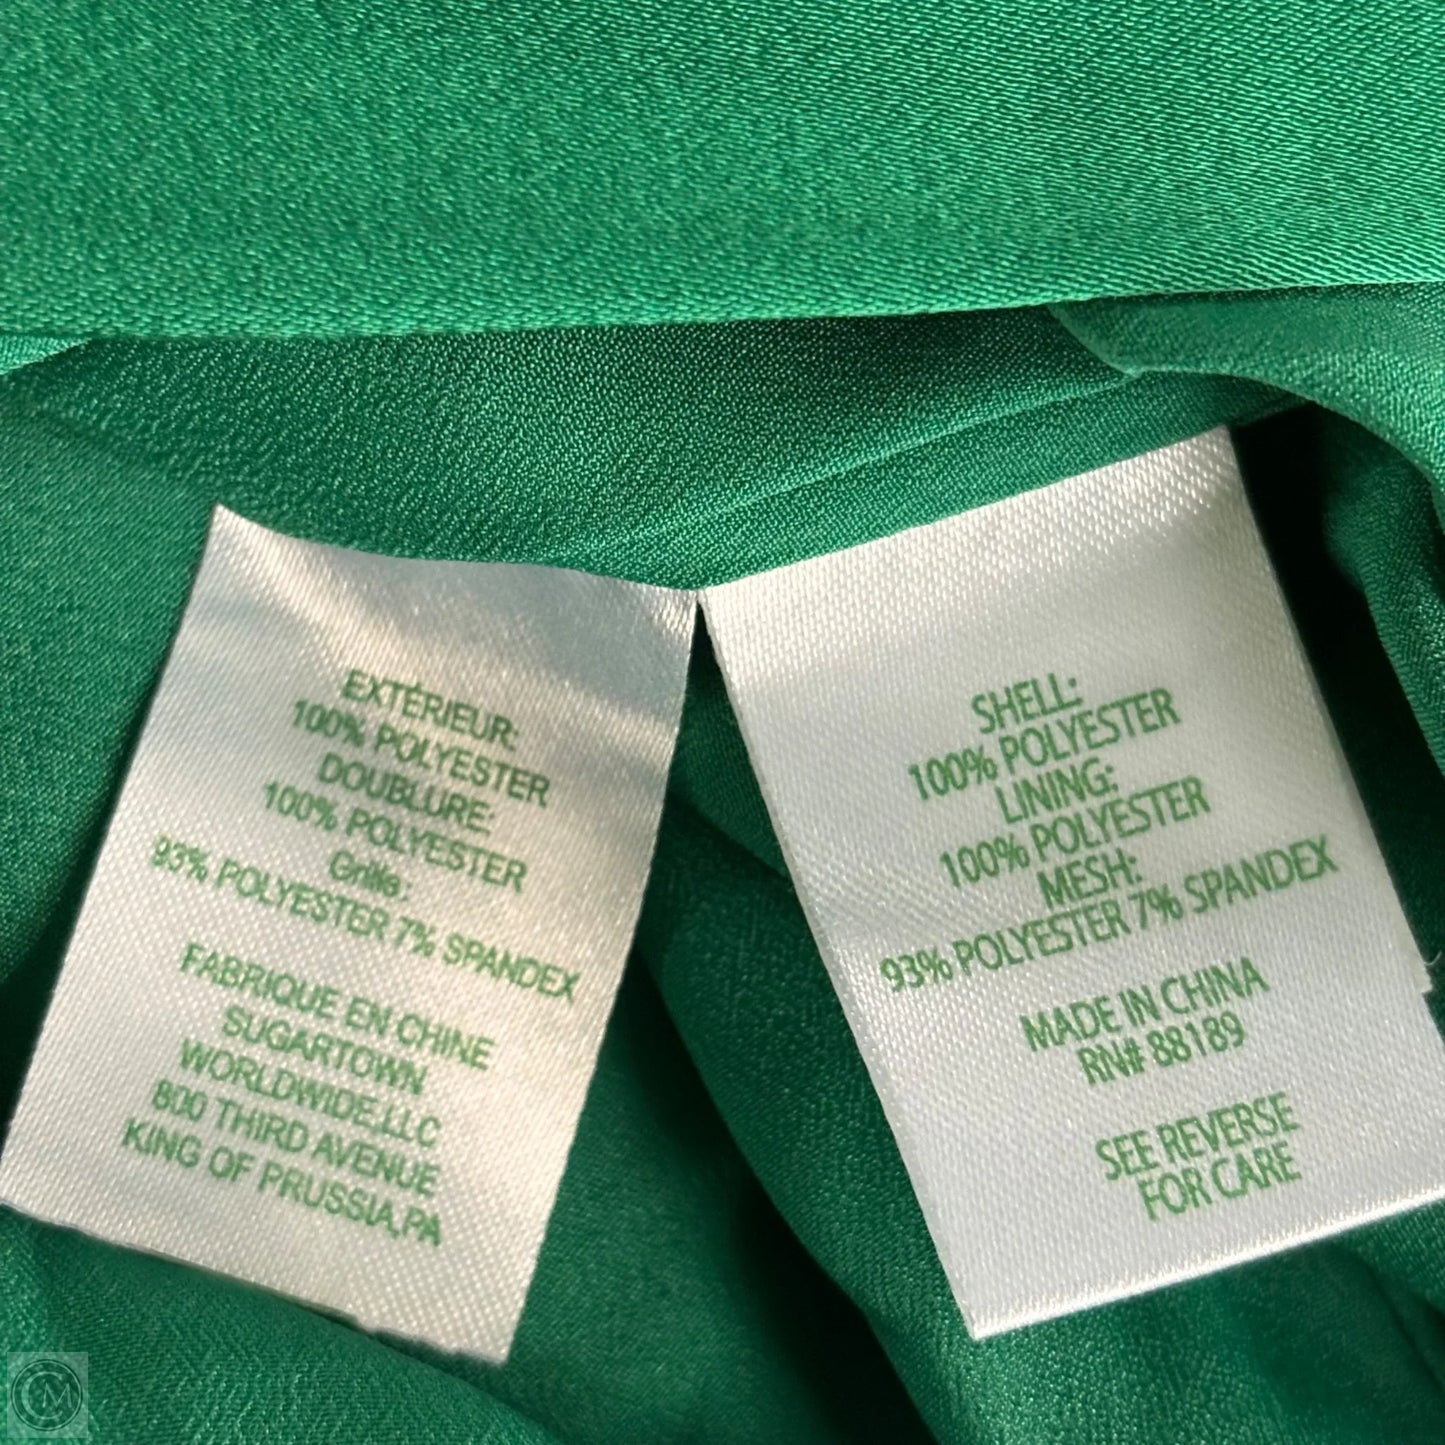 EXTÉRIEUR:
100% POLYESTER
DOUBLURE:
100% POLYESTER
Grille:
93% POLYESTER 7% SPANDEX
FABRIQUE EN CHINE
SUGARTOWN
WORLDWIDE,LLC
800 THIRD AVENUE
KING OF PRUSSIA,PA
SHELL:
100% POLYESTER
LINING:
100% POLYESTER
MESH:
93% POLYESTER 7% SPANDEX
MADE IN CHINA
RN# 88189
SEE REVERSE
FOR CARE
CM